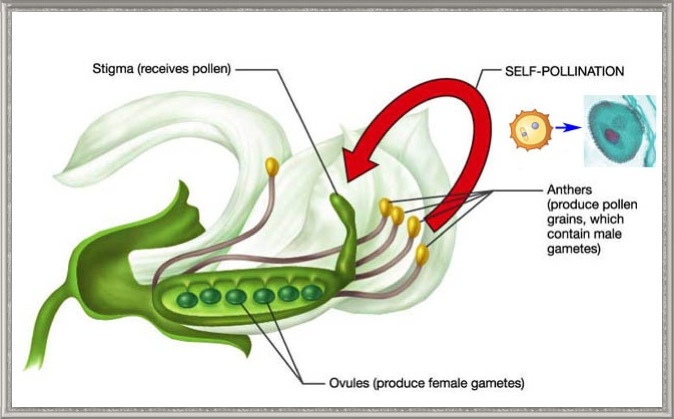 Stigma (receives pollen)
SELF-POLLINATION
Anthers
(produce pollen
grains, which
contain male
gametes)
Ovules (produce female gametes)